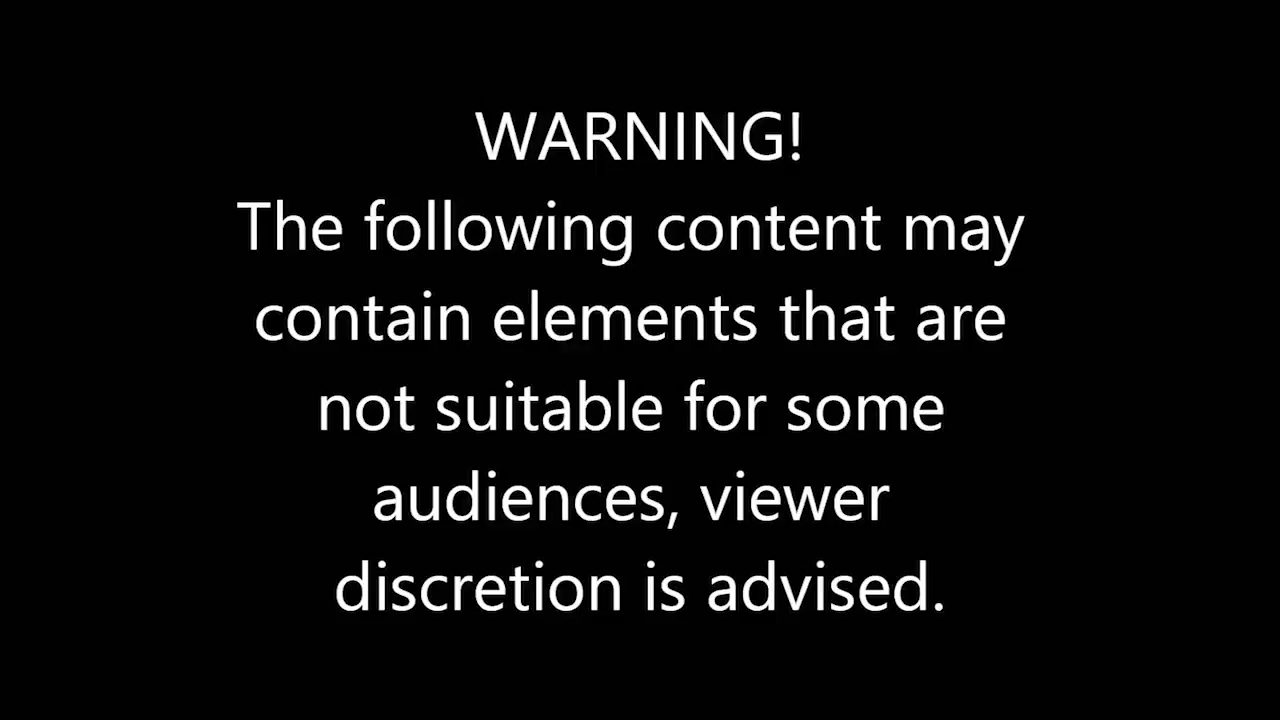 WARNING!
The following content may
contain elements that are
not suitable for some
audiences, viewer
discretion is advised.